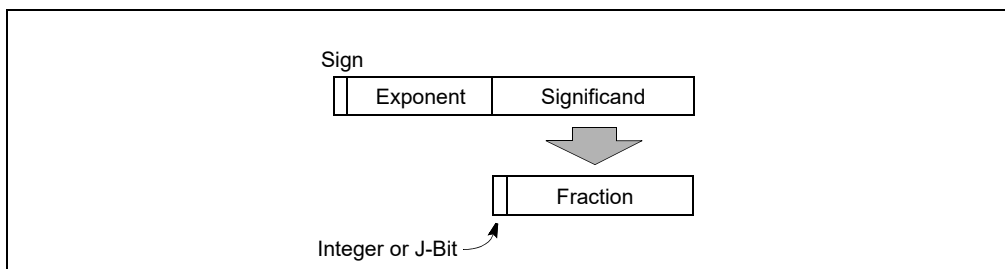 Sign
Exponent Significand
Fraction
Integer or J-Bit